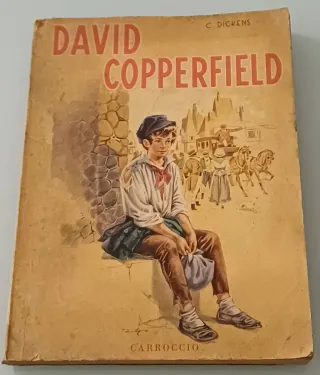 C. DICKENS
DAVID
COPPERFIELD
CARROCCIO